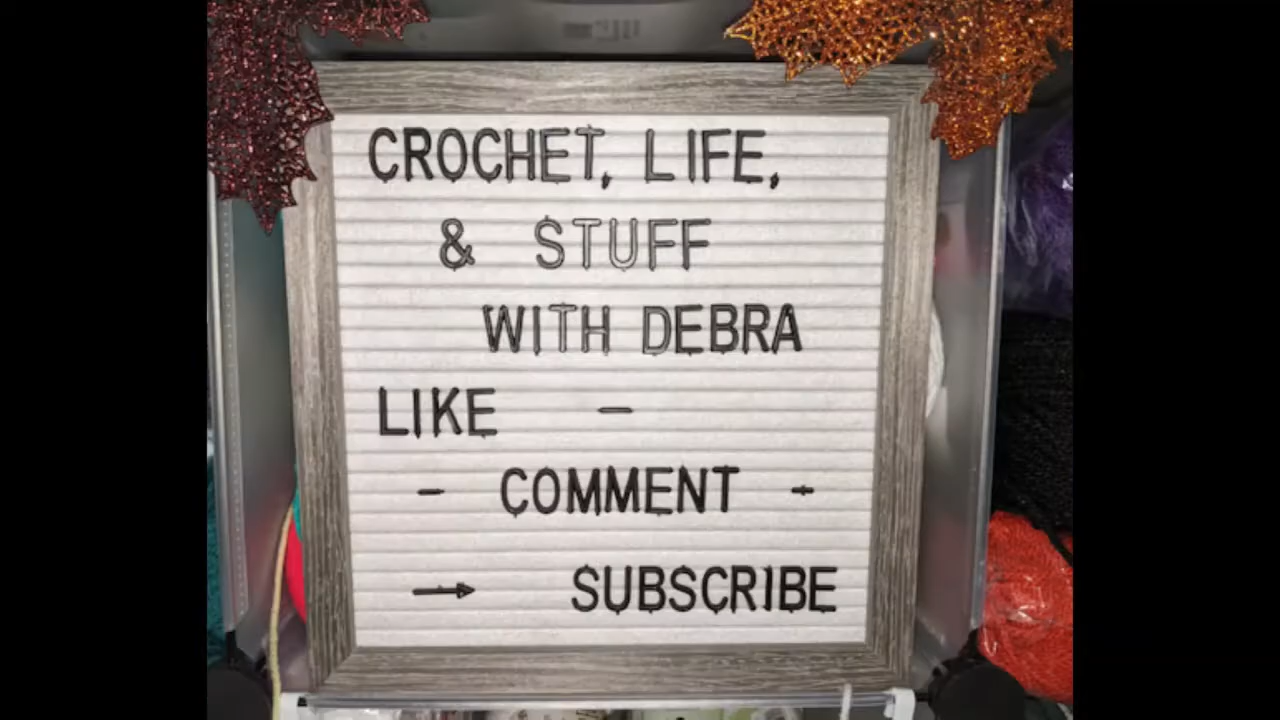 CROCHET, LIFE,
& STUFF
WITH DEBRA
LIKE -
- COMMENT -
→ SUBSCRIBE